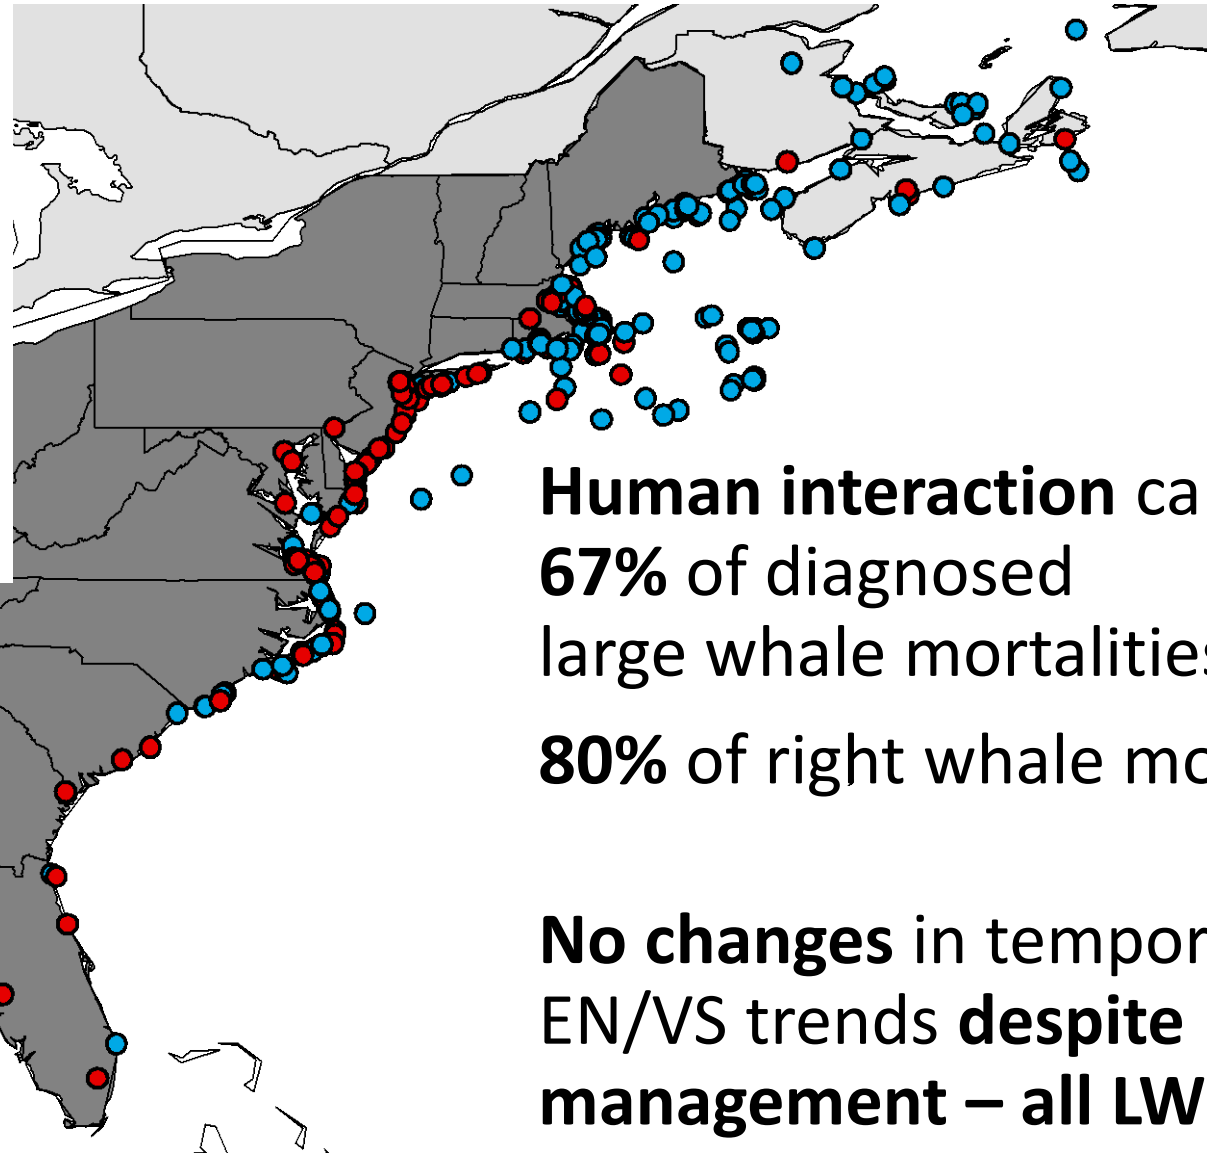 Human interaction ca
67% of diagnosed
large whale mortalities
80% of right whale mo
No changes in tempor
EN/VS trends despite
management – all LW